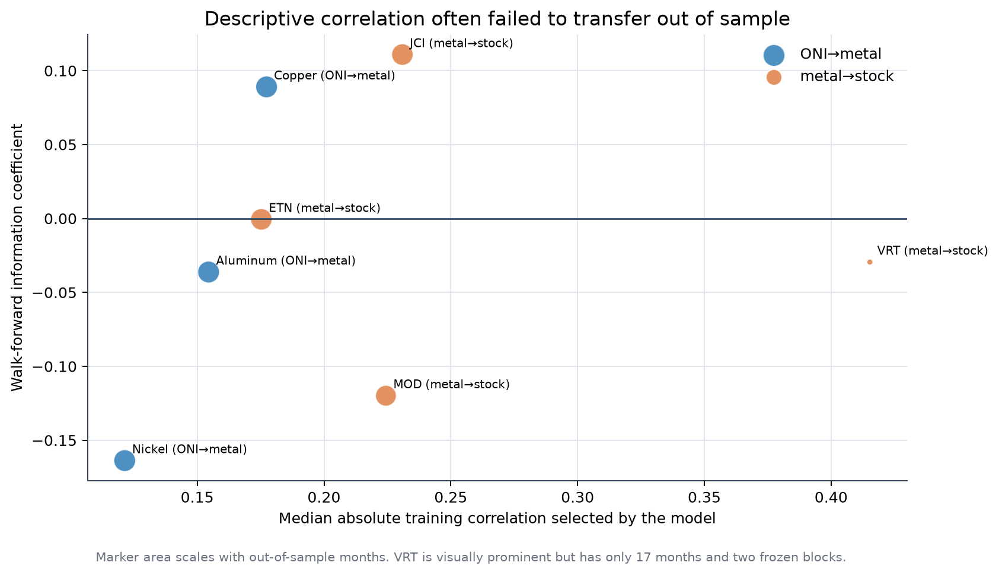 Descriptive correlation often failed to transfer out of sample
JCI (metal→stock)
ONI→metal
metal→stock
Copper (ONI→metal)
ETN (metal→stock)
VRT (metal→stock)
Aluminum (ONI→metal)
MOD (metal→stock)
Nickel (ONI→metal)
Walk-forward information coefficient
0.10
0.05
0.00
−0.05
−0.10
−0.15
0.15
0.20
0.25
0.30
0.35
0.40
Median absolute training correlation selected by the model
Marker area scales with out-of-sample months. VRT is visually prominent but has only 17 months and two frozen blocks.